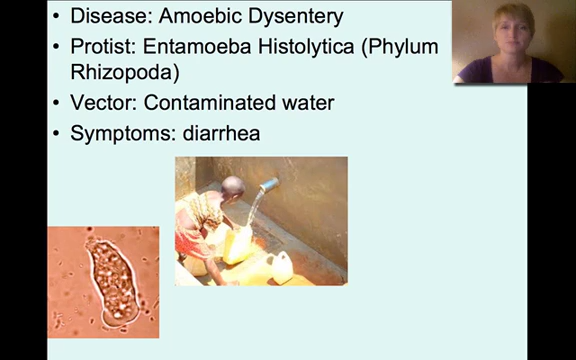 • Disease: Amoebic Dysentery
• Protist: Entamoeba Histolytica (Phylum
Rhizopoda)
• Vector: Contaminated water
• Symptoms: diarrhea